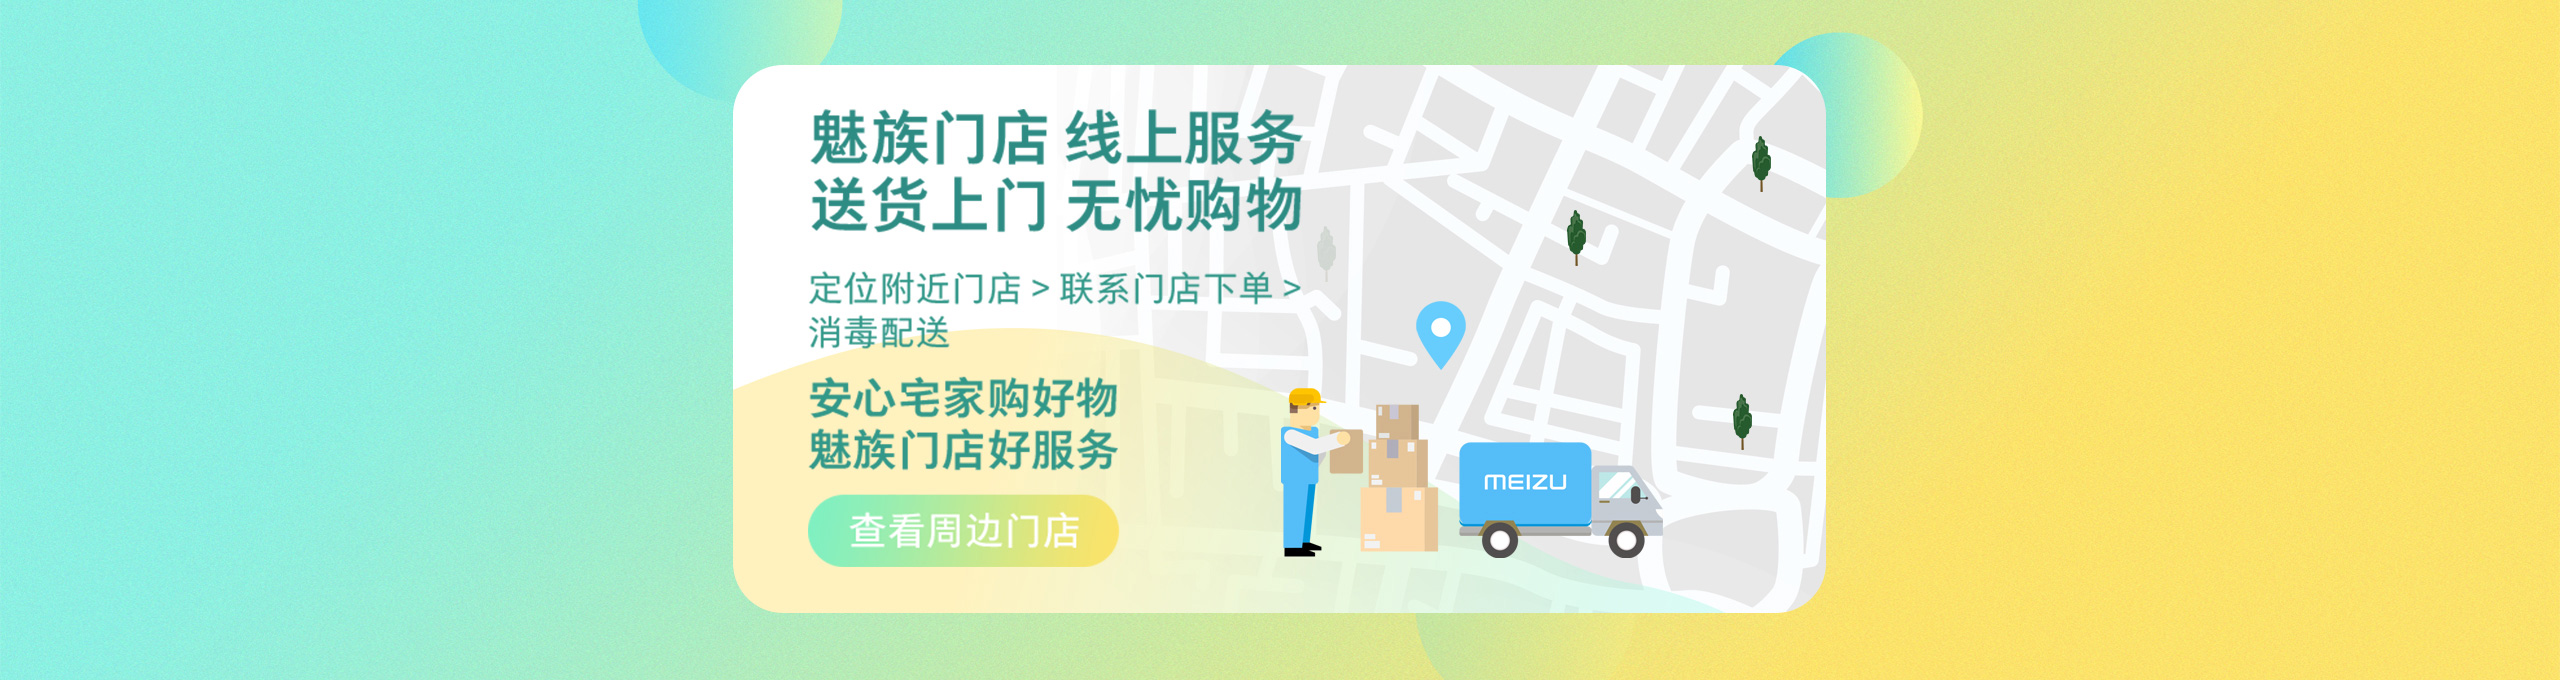 魅族门店 线上服务
送货上门 无忧购物
定位附近门店 > 联系门店下单 >
消毒配送
安心宅家购好物
魅族门店好服务
查看周边门店
MEIZU